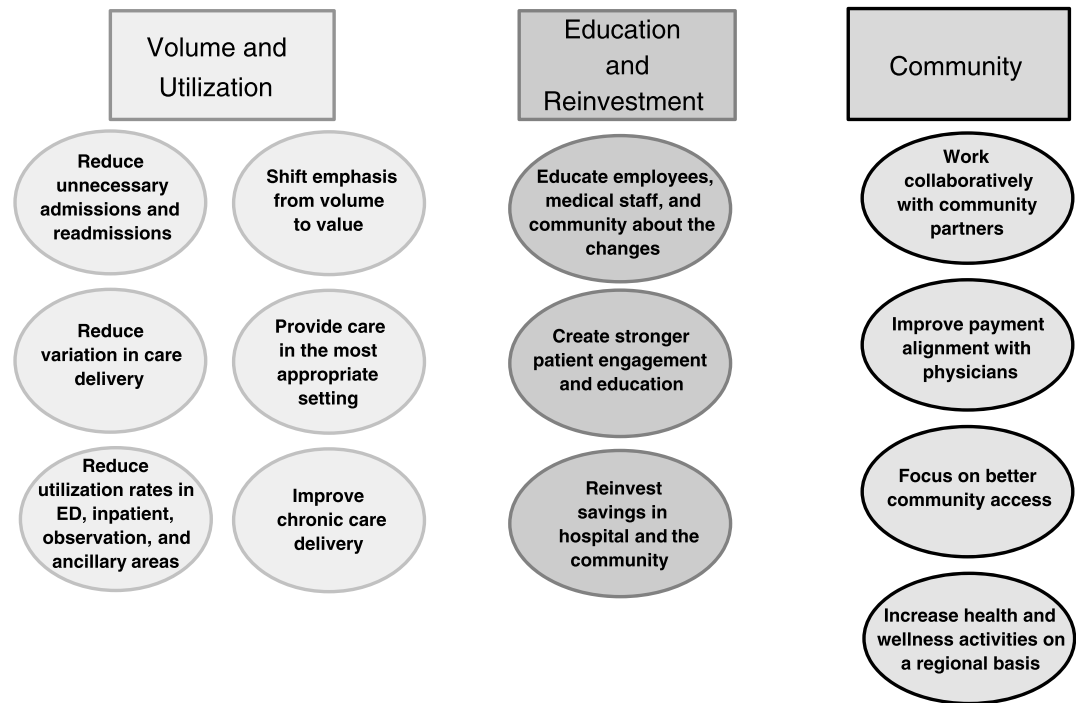 Volume and
Utilization
Reduce
unnecessary
admissions and
readmissions
Shift emphasis
from volume
to value
Reduce
variation in care
delivery
Provide care
in the most
appropriate
setting
Reduce
utilization rates in
ED, inpatient,
observation, and
ancillary areas
Improve
chronic care
delivery
Education
and
Reinvestment
Educate employees,
medical staff, and
community about the
changes
Create stronger
patient engagement
and education
Reinvest
savings in
hospital and the
community
Community
Work
collaboratively
with community
partners
Improve payment
alignment with
physicians
Focus on better
community access
Increase health and
wellness activities on
a regional basis